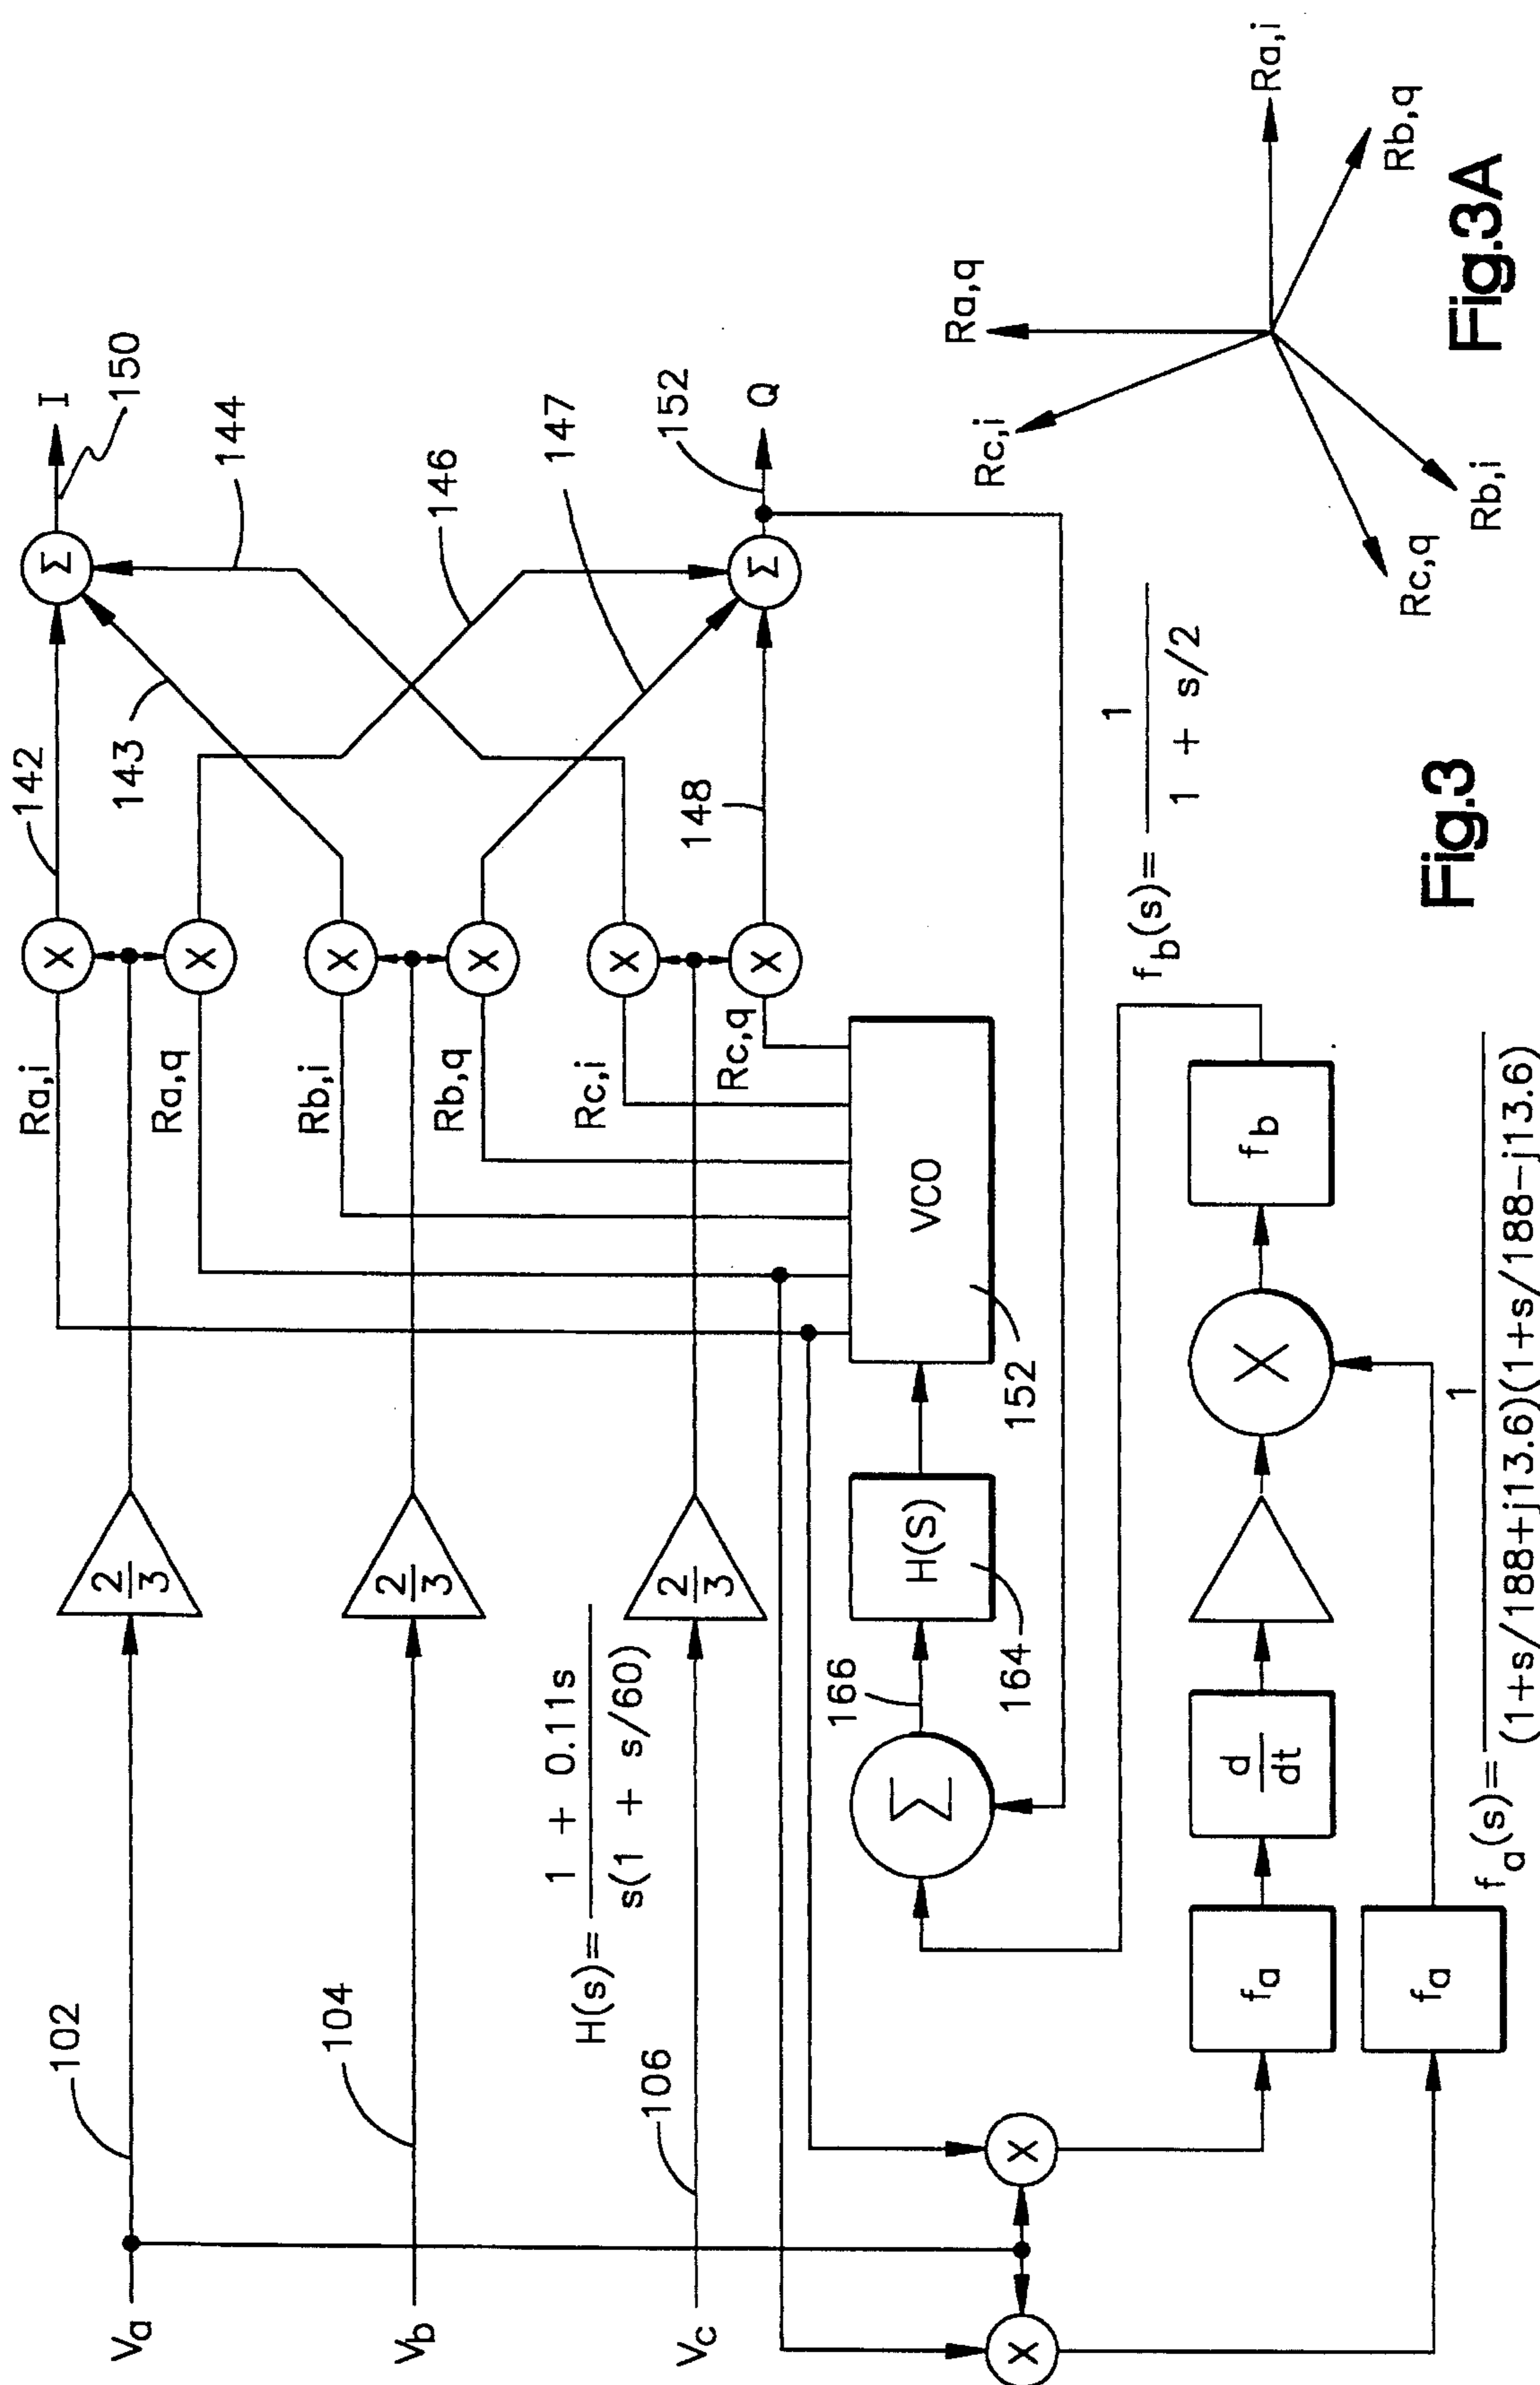 Va
102
2/3
Ra,i
X
142
Σ
I
150
143
144
Ra,q
X
Vb
104
2/3
Rb,i
X
146
147
Rb,q
X
Vc
106
H(s)= 1 + 0.11s / s(1 + s/60)
2/3
Rc,i
X
Rc,q
X
148
Σ
Q
152
Σ
166
H(S)
164
VCO
152
X
X
fa
d/dt
X
fb
fb(s)= 1 / 1 + s/2
fa
fa(s)= 1 / (1+s/188+j13.6)(1+s/188-j13.6)
Fig.3
Ra,q
Rc,i
Ra,i
Rb,q
Rc,q
Rb,i
Fig.3A